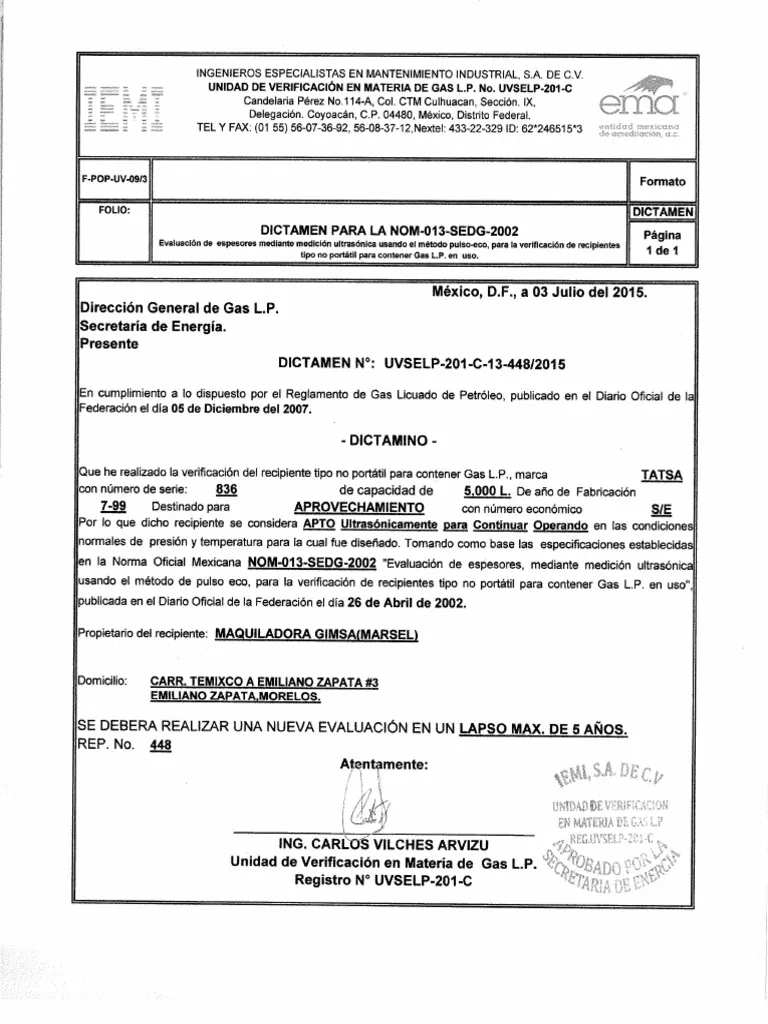 INGENIEROS ESPECIALISTAS EN MANTENIMIENTO INDUSTRIAL, S.A. DE C.V.
UNIDAD DE VERIFICACIÓN EN MATERIA DE GAS L.P. No. UVSELP-201-C
Candelaria Pérez No.114-A, Col. CTM Culhuacan, Sección. IX,
Delegación. Coyoacán, C.P. 04480, México, Distrito Federal.
TEL Y FAX: (01 55) 56-07-36-92, 56-08-37-12,Nextel: 433-22-329 ID: 62*246515*3
IEMI
ema
entidad mexicana
de acreditación, a.c.
F-POP-UV-09/3
Formato
FOLIO:
DICTAMEN
DICTAMEN PARA LA NOM-013-SEDG-2002
Evaluación de espesores mediante medición ultrasónica usando el método pulso-eco, para la verificación de recipientes
tipo no portátil para contener Gas L.P. en uso.
Página
1 de 1
México, D.F., a 03 Julio del 2015.
Dirección General de Gas L.P.
Secretaría de Energía.
Presente
DICTAMEN N°: UVSELP-201-C-13-448/2015
En cumplimiento a lo dispuesto por el Reglamento de Gas Licuado de Petróleo, publicado en el Diario Oficial de la
Federación el día 05 de Diciembre del 2007.
- DICTAMINO -
Que he realizado la verificación del recipiente tipo no portátil para contener Gas L.P., marca TATSA
con número de serie: 836 de capacidad de 5,000 L. De año de Fabricación
7-99 Destinado para APROVECHAMIENTO con número económico S/E
Por lo que dicho recipiente se considera APTO Ultrasónicamente para Continuar Operando en las condiciones
normales de presión y temperatura para la cual fue diseñado. Tomando como base las especificaciones establecidas
en la Norma Oficial Mexicana NOM-013-SEDG-2002 "Evaluación de espesores, mediante medición ultrasónica
usando el método de pulso eco, para la verificación de recipientes tipo no portátil para contener Gas L.P. en uso",
publicada en el Diario Oficial de la Federación el día 26 de Abril de 2002.
Propietario del recipiente: MAQUILADORA GIMSA(MARSEL)
Domicilio: CARR. TEMIXCO A EMILIANO ZAPATA #3
EMILIANO ZAPATA,MORELOS.
SE DEBERA REALIZAR UNA NUEVA EVALUACIÓN EN UN LAPSO MAX. DE 5 AÑOS.
REP. No. 448
Atentamente:
IEMI, S.A. DE C.V
UNIDAD DE VERIFICACIÓN
EN MATERIA DE GAS L.P
REG.UVSELP-201-C
APROBADO POR LA
SECRETARIA DE ENERGÍA
ING. CARLOS VILCHES ARVIZU
Unidad de Verificación en Materia de Gas L.P.
Registro N° UVSELP-201-C